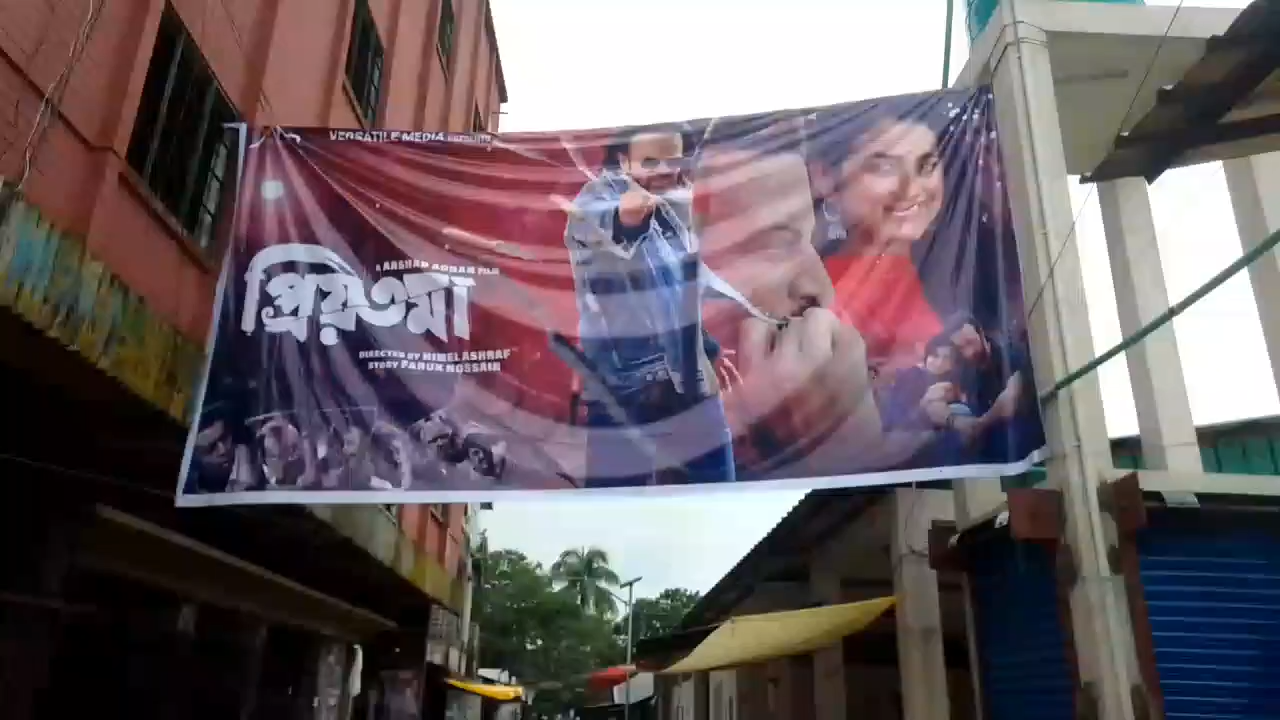 VERSATILE MEDIA PRESENTS
A ARSHAD ADNAN FILM
প্রিয়তমা
DIRECTED BY HIMEL ASHRAF
STORY FARUK HOSSAIN